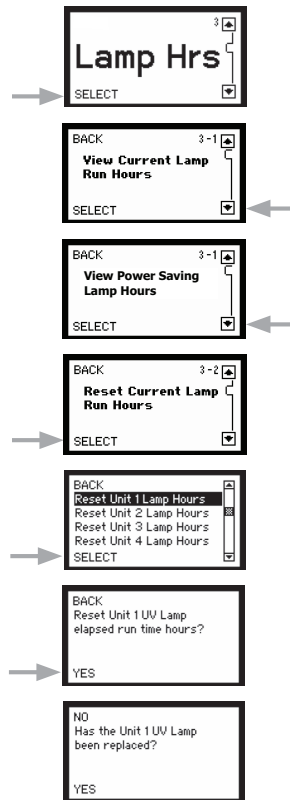 3
Lamp Hrs
SELECT
BACK 3-1
View Current Lamp
Run Hours
SELECT
BACK 3-1
View Power Saving
Lamp Hours
SELECT
BACK 3-2
Reset Current Lamp
Run Hours
SELECT
BACK
Reset Unit 1 Lamp Hours
Reset Unit 2 Lamp Hours
Reset Unit 3 Lamp Hours
Reset Unit 4 Lamp Hours
SELECT
BACK
Reset Unit 1 UV Lamp
elapsed run time hours?
YES
NO
Has the Unit 1 UV Lamp
been replaced?
YES